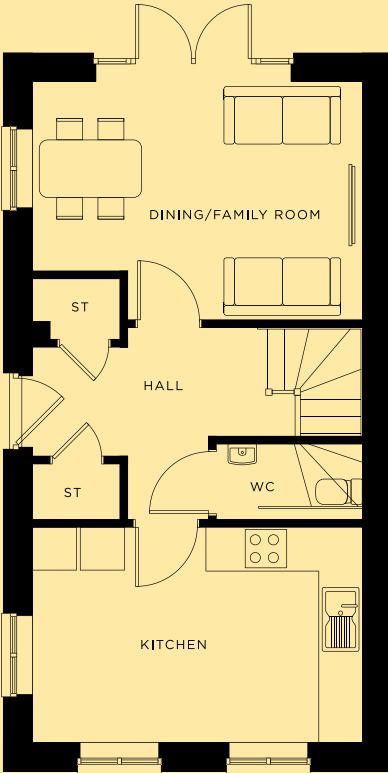 DINING/FAMILY ROOM
ST
HALL
ST
WC
KITCHEN